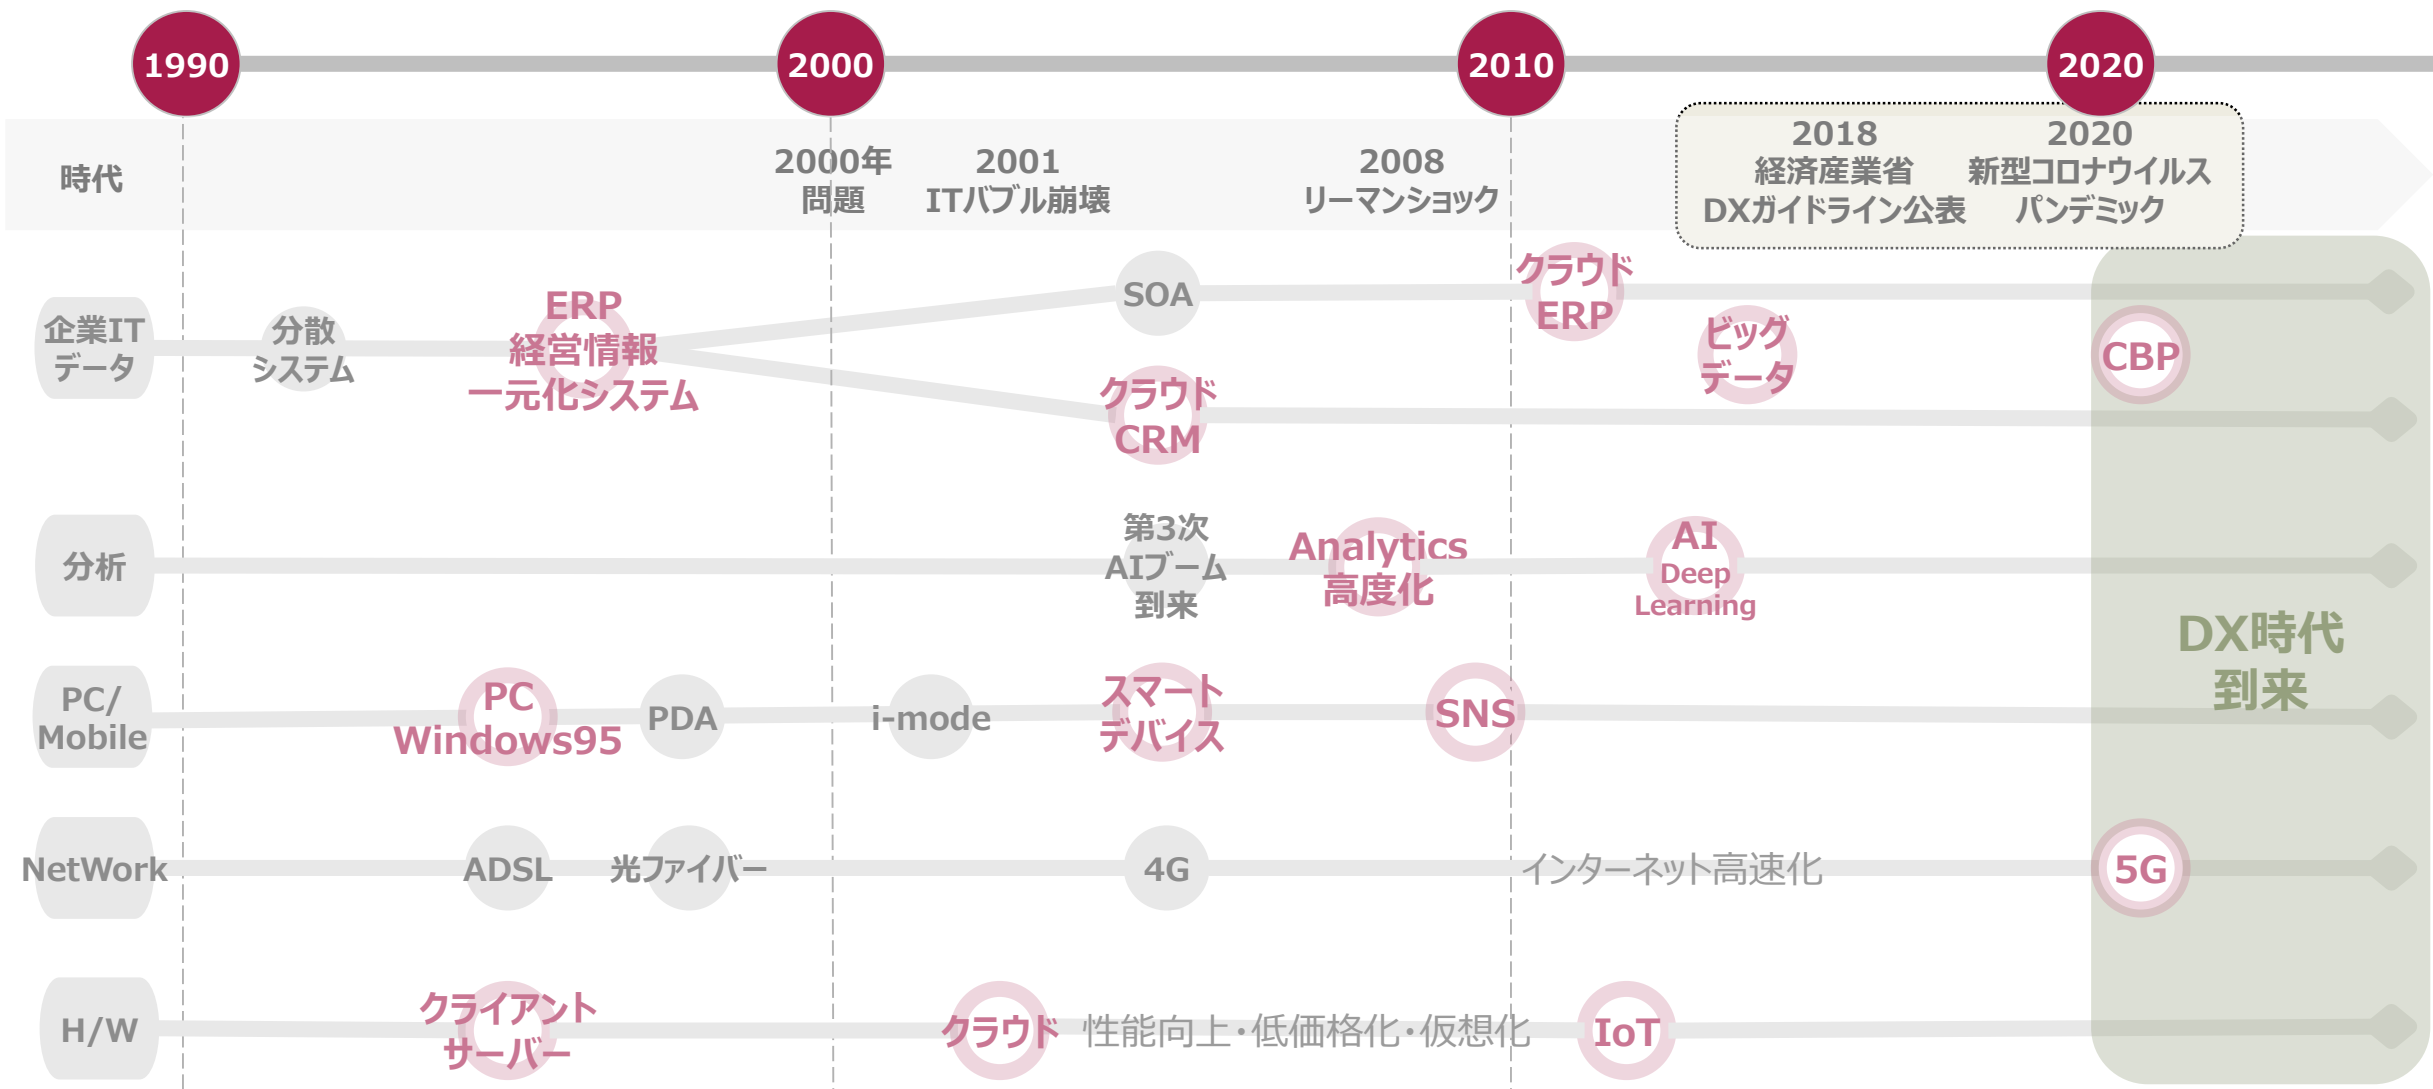 1990
2000
2010
2020
時代
2000年
問題
2001
ITバブル崩壊
2008
リーマンショック
2018
経済産業省
DXガイドライン公表
2020
新型コロナウイルス
パンデミック
企業IT
データ
分散
システム
ERP
経営情報
一元化システム
SOA
クラウド
CRM
クラウド
ERP
ビッグ
データ
CBP
分析
第3次
AIブーム
到来
Analytics
高度化
AI
Deep
Learning
DX時代
到来
PC/
Mobile
PC
Windows95
PDA
i-mode
スマート
デバイス
SNS
NetWork
ADSL
光ファイバー
4G
インターネット高速化
5G
H/W
クライアント
サーバー
クラウド
性能向上・低価格化・仮想化
IoT